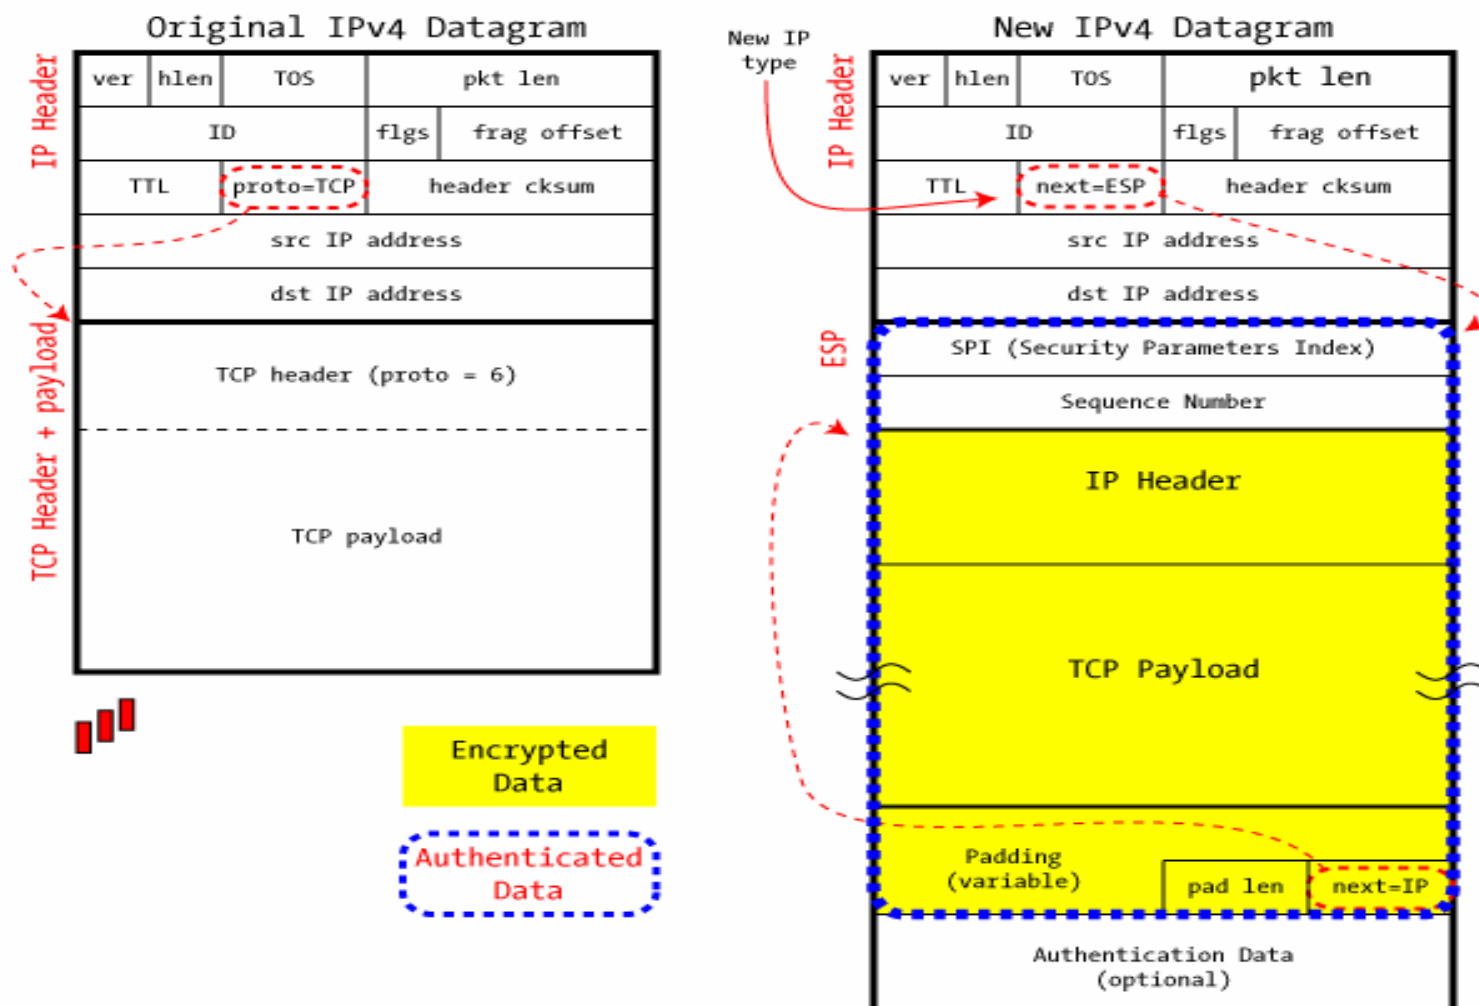 Original IPv4 Datagram
IP Header
ver hlen TOS pkt len
ID flgs frag offset
TTL proto=TCP header cksum
src IP address
dst IP address
TCP Header + payload
TCP header (proto = 6)
TCP payload
Encrypted
Data
Authenticated
Data
New IPv4 Datagram
New IP
type
IP Header
ver hlen TOS pkt len
ID flgs frag offset
TTL next=ESP header cksum
src IP address
dst IP address
ESP
SPI (Security Parameters Index)
Sequence Number
IP Header
TCP Payload
Padding
(variable)
pad len next=IP
Authentication Data
(optional)